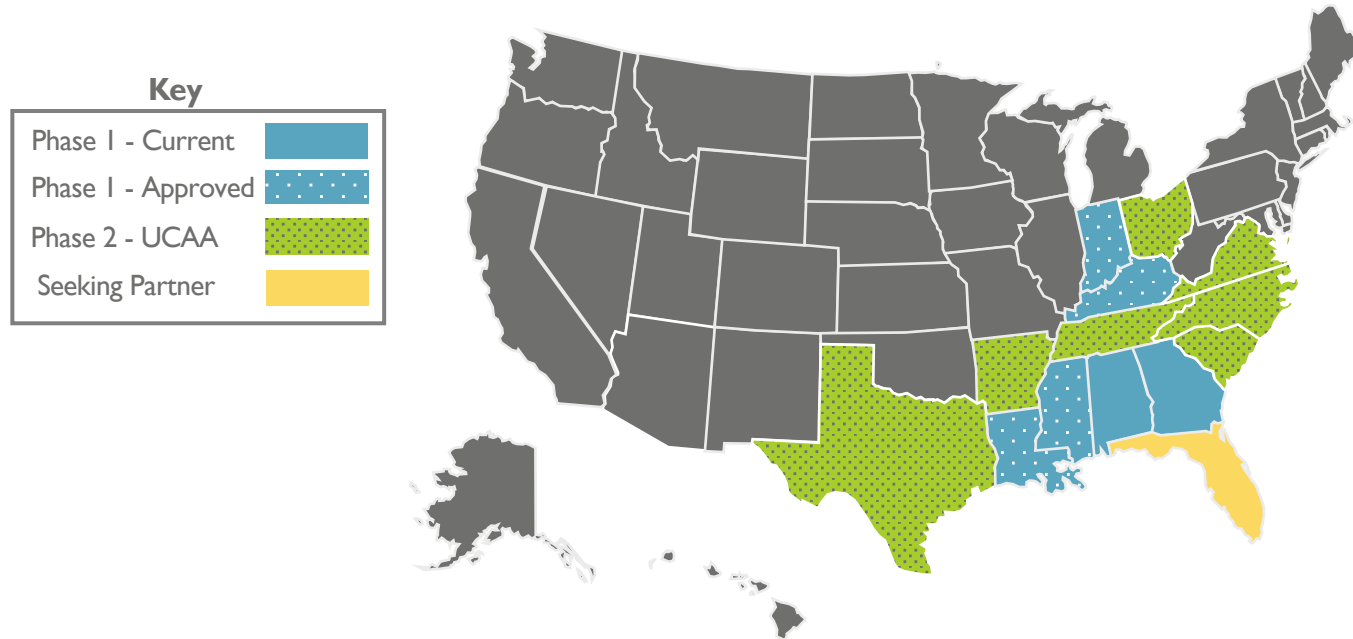 Key
Phase 1 - Current
Phase 1 - Approved
Phase 2 - UCAA
Seeking Partner